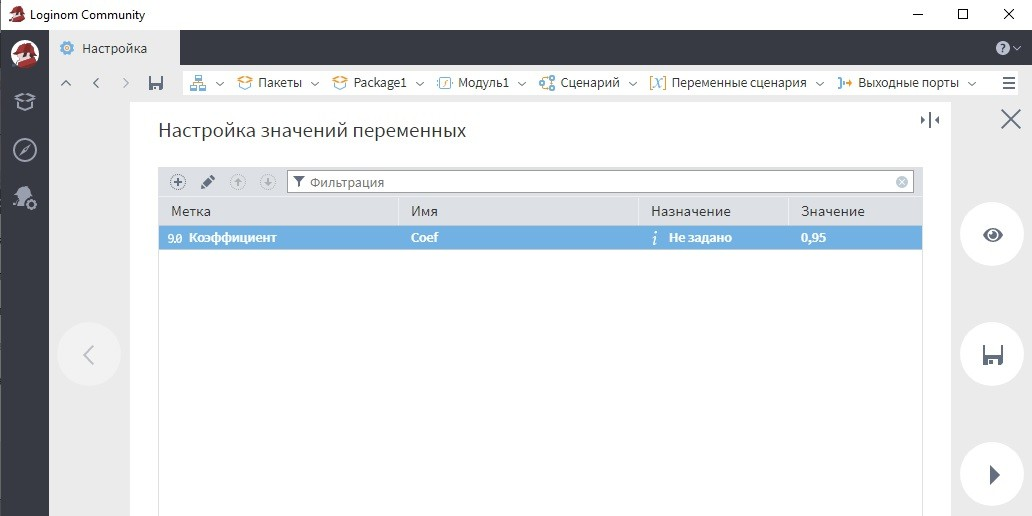 Loginom Community
Настройка
Пакеты Package1 Модуль1 Сценарий Переменные сценария Выходные порты
Настройка значений переменных
Фильтрация
Метка Имя Назначение Значение
9.0 Коэффициент Coef Не задано 0,95